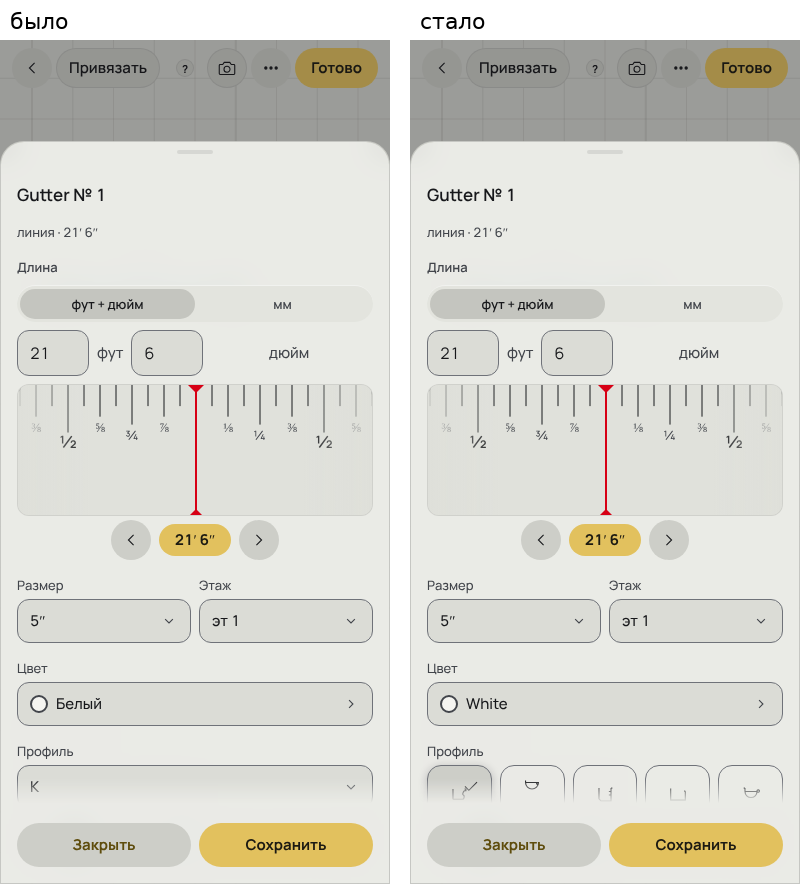 было
Привязать ? Готово
Gutter № 1
линия · 21′ 6″
Длина
фут + дюйм мм
21 фут 6 дюйм
⅜ ½ ⅝ ¾ ⅞ ⅛ ¼ ⅜ ½ ⅝
21′ 6″
Размер Этаж
5″ эт 1
Цвет
Белый
Профиль
K
Закрыть Сохранить
стало
Привязать ? Готово
Gutter № 1
линия · 21′ 6″
Длина
фут + дюйм мм
21 фут 6 дюйм
⅜ ½ ⅝ ¾ ⅞ ⅛ ¼ ⅜ ½ ⅝
21′ 6″
Размер Этаж
5″ эт 1
Цвет
White
Профиль
Закрыть Сохранить